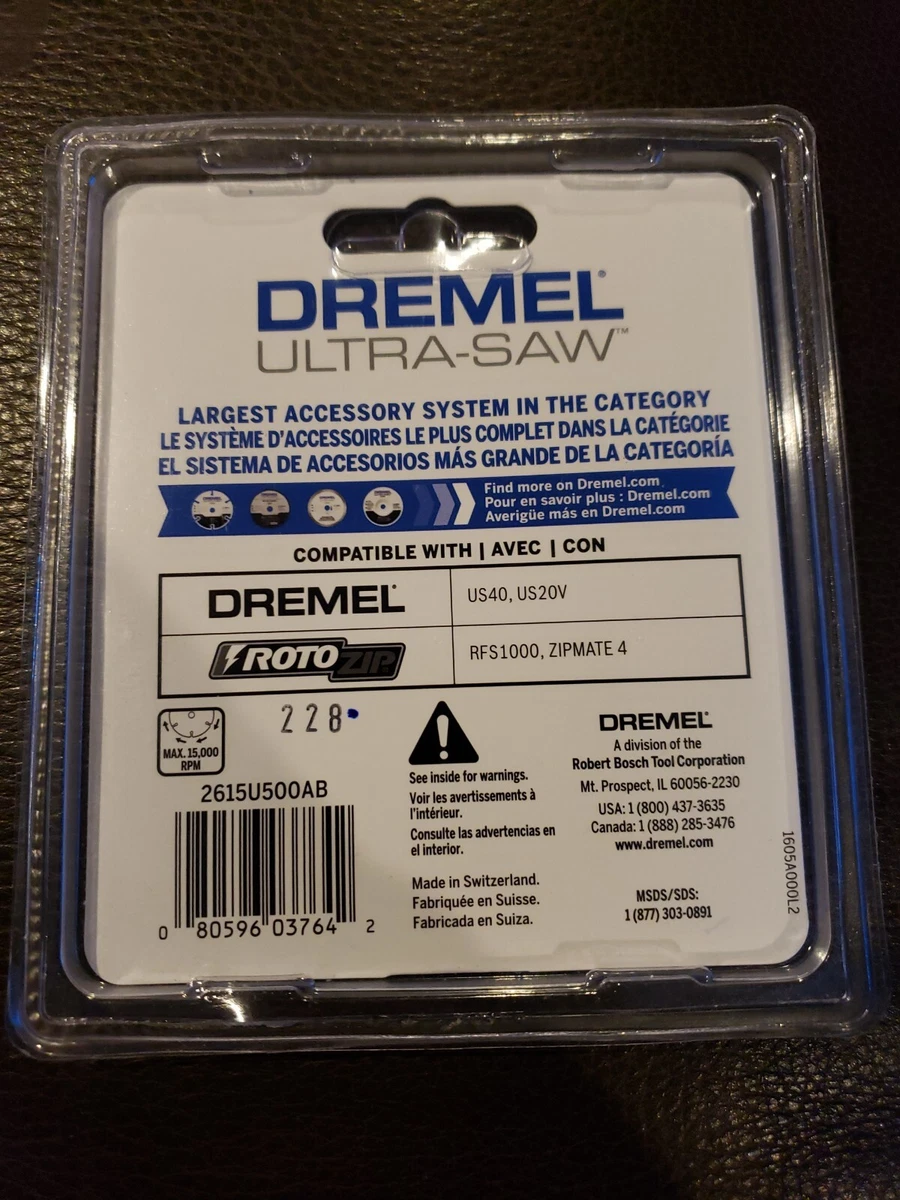 DREMEL®
ULTRA-SAW™
LARGEST ACCESSORY SYSTEM IN THE CATEGORY
LE SYSTÈME D'ACCESSOIRES LE PLUS COMPLET DANS LA CATÉGORIE
EL SISTEMA DE ACCESORIOS MÁS GRANDE DE LA CATEGORÍA
Find more on Dremel.com
Pour en savoir plus : Dremel.com
Averigüe más en Dremel.com
COMPATIBLE WITH | AVEC | CON
DREMEL®
US40, US20V
ROTOZIP
RFS1000, ZIPMATE 4
MAX. 15,000
RPM
228
2615U500AB
0 80596 03764 2
See inside for warnings.
Voir les avertissements à
l'intérieur.
Consulte las advertencias en
el interior.
Made in Switzerland.
Fabriquée en Suisse.
Fabricada en Suiza.
DREMEL®
A division of the
Robert Bosch Tool Corporation
Mt. Prospect, IL 60056-2230
USA: 1 (800) 437-3635
Canada: 1 (888) 285-3476
www.dremel.com
MSDS/SDS:
1 (877) 303-0891
1605A000L2